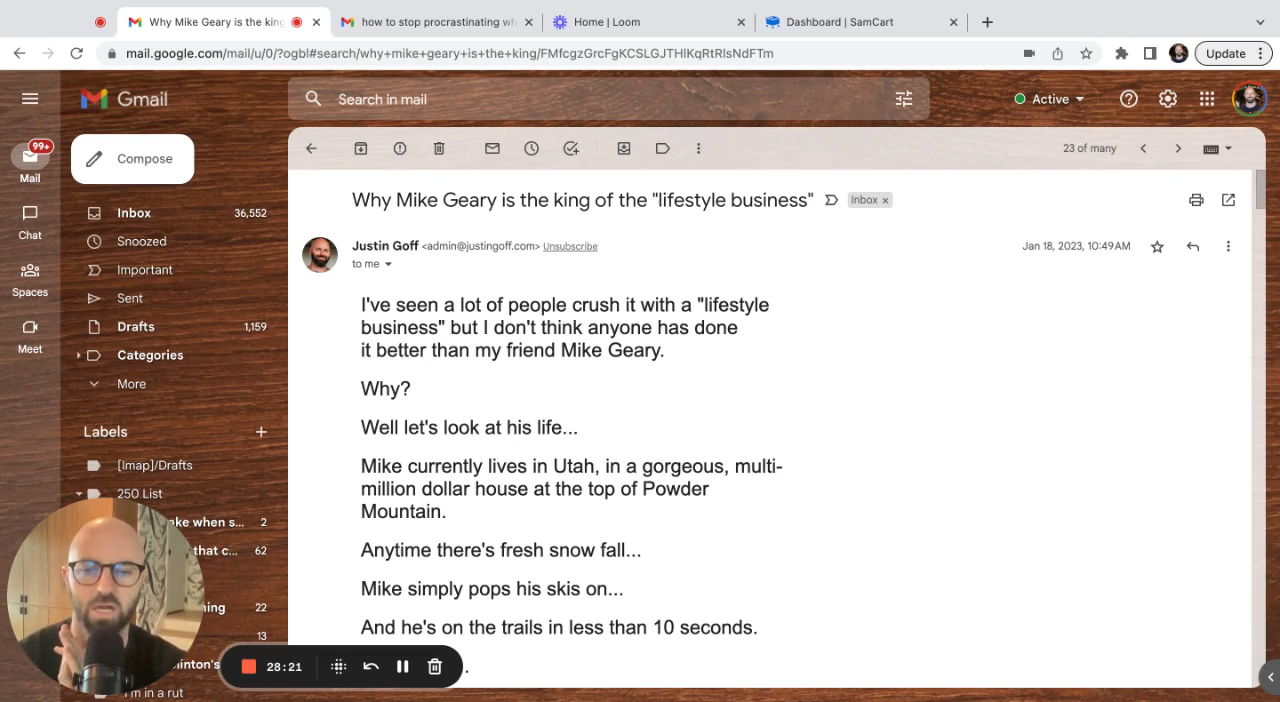 Why Mike Geary is the king
how to stop procrastinating wh
Home | Loom
Dashboard | SamCart
mail.google.com/mail/u/0/?ogbl#search/why+mike+geary+is+the+king/FMfcgzGrcFgKCSLGJTHlKqRtRlsNdFTm
Update
Gmail
Search in mail
Active
99+
Mail
Compose
23 of many
Chat
Inbox 36,552
Why Mike Geary is the king of the "lifestyle business"
Inbox
Snoozed
Spaces
Important
Justin Goff <admin@justingoff.com> Unsubscribe
Jan 18, 2023, 10:49AM
to me
Sent
Meet
Drafts 1,159
Categories
More
Labels
[Imap]/Drafts
250 List
oke when s... 2
that c... 62
ning 22
13
inton's
I'm in a rut
I've seen a lot of people crush it with a "lifestyle
business" but I don't think anyone has done
it better than my friend Mike Geary.
Why?
Well let's look at his life...
Mike currently lives in Utah, in a gorgeous, multi-
million dollar house at the top of Powder
Mountain.
Anytime there's fresh snow fall...
Mike simply pops his skis on...
And he's on the trails in less than 10 seconds.
28:21